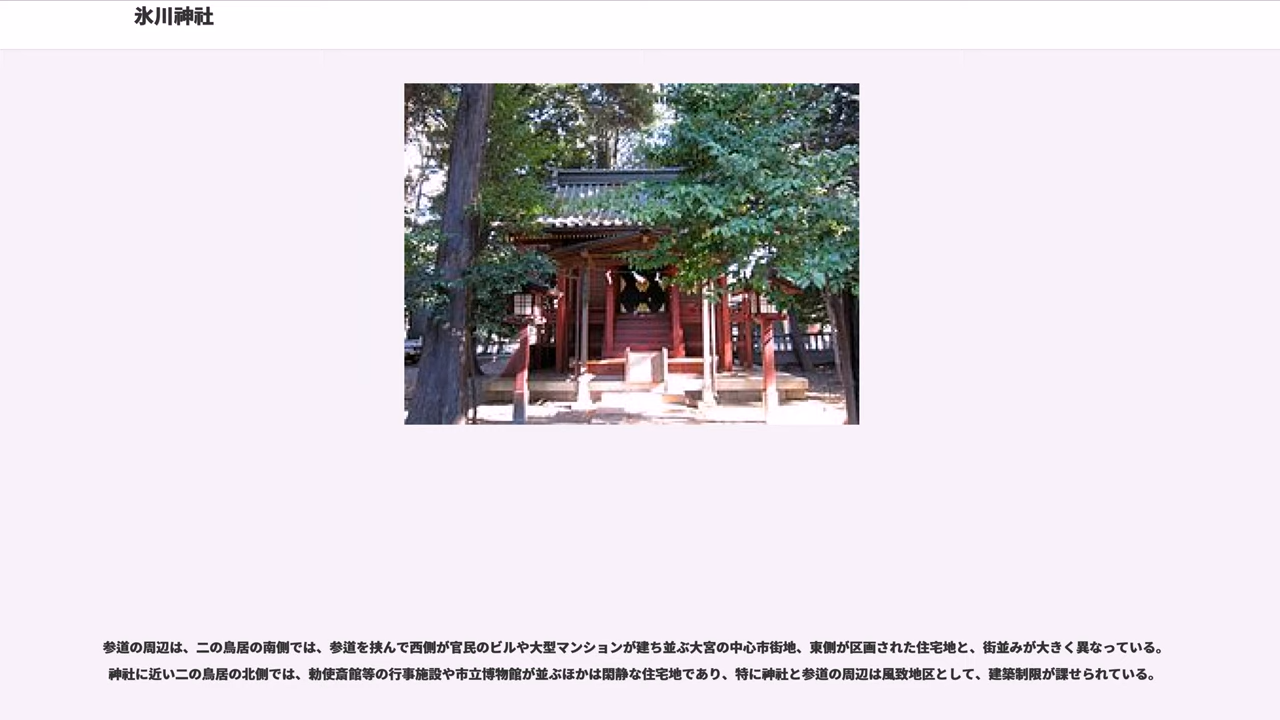 氷川神社
参道の周辺は、二の鳥居の南側では、参道を挟んで西側が官民のビルや大型マンションが建ち並ぶ大宮の中心市街地、東側が区画された住宅地と、街並みが大きく異なっている。
神社に近い二の鳥居の北側では、勅使斎館等の行事施設や市立博物館が並ぶほかは閑静な住宅地であり、特に神社と参道の周辺は風致地区として、建築制限が課せられている。